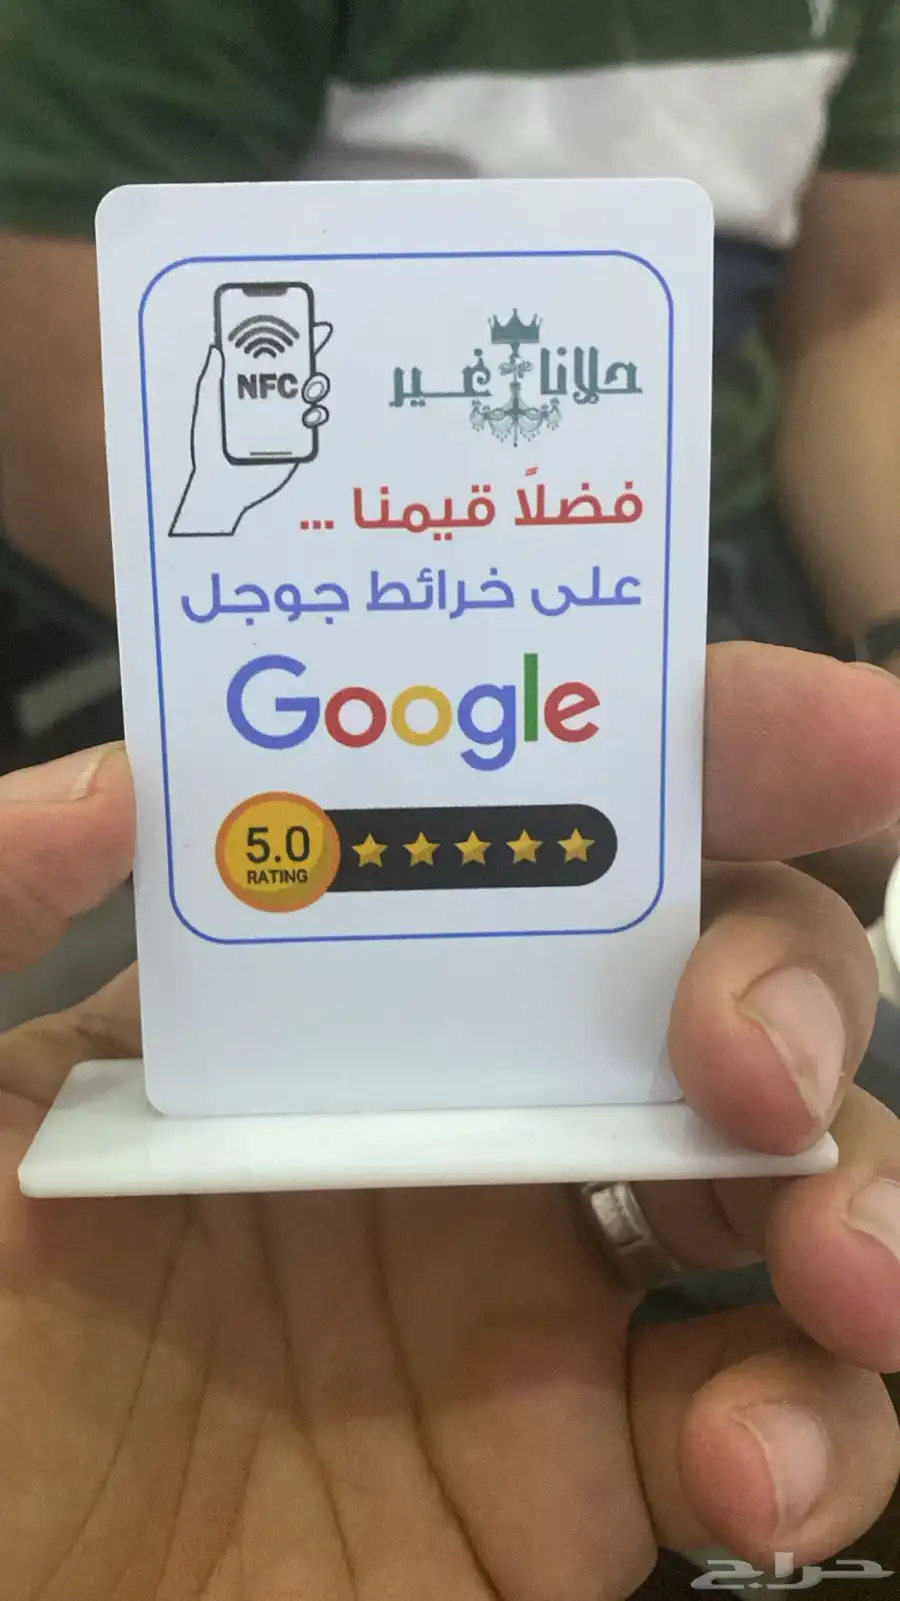 NFC
حلانا غير
فضلاً قيمنا ...
على خرائط جوجل
Google
5.0
RATING
حراج